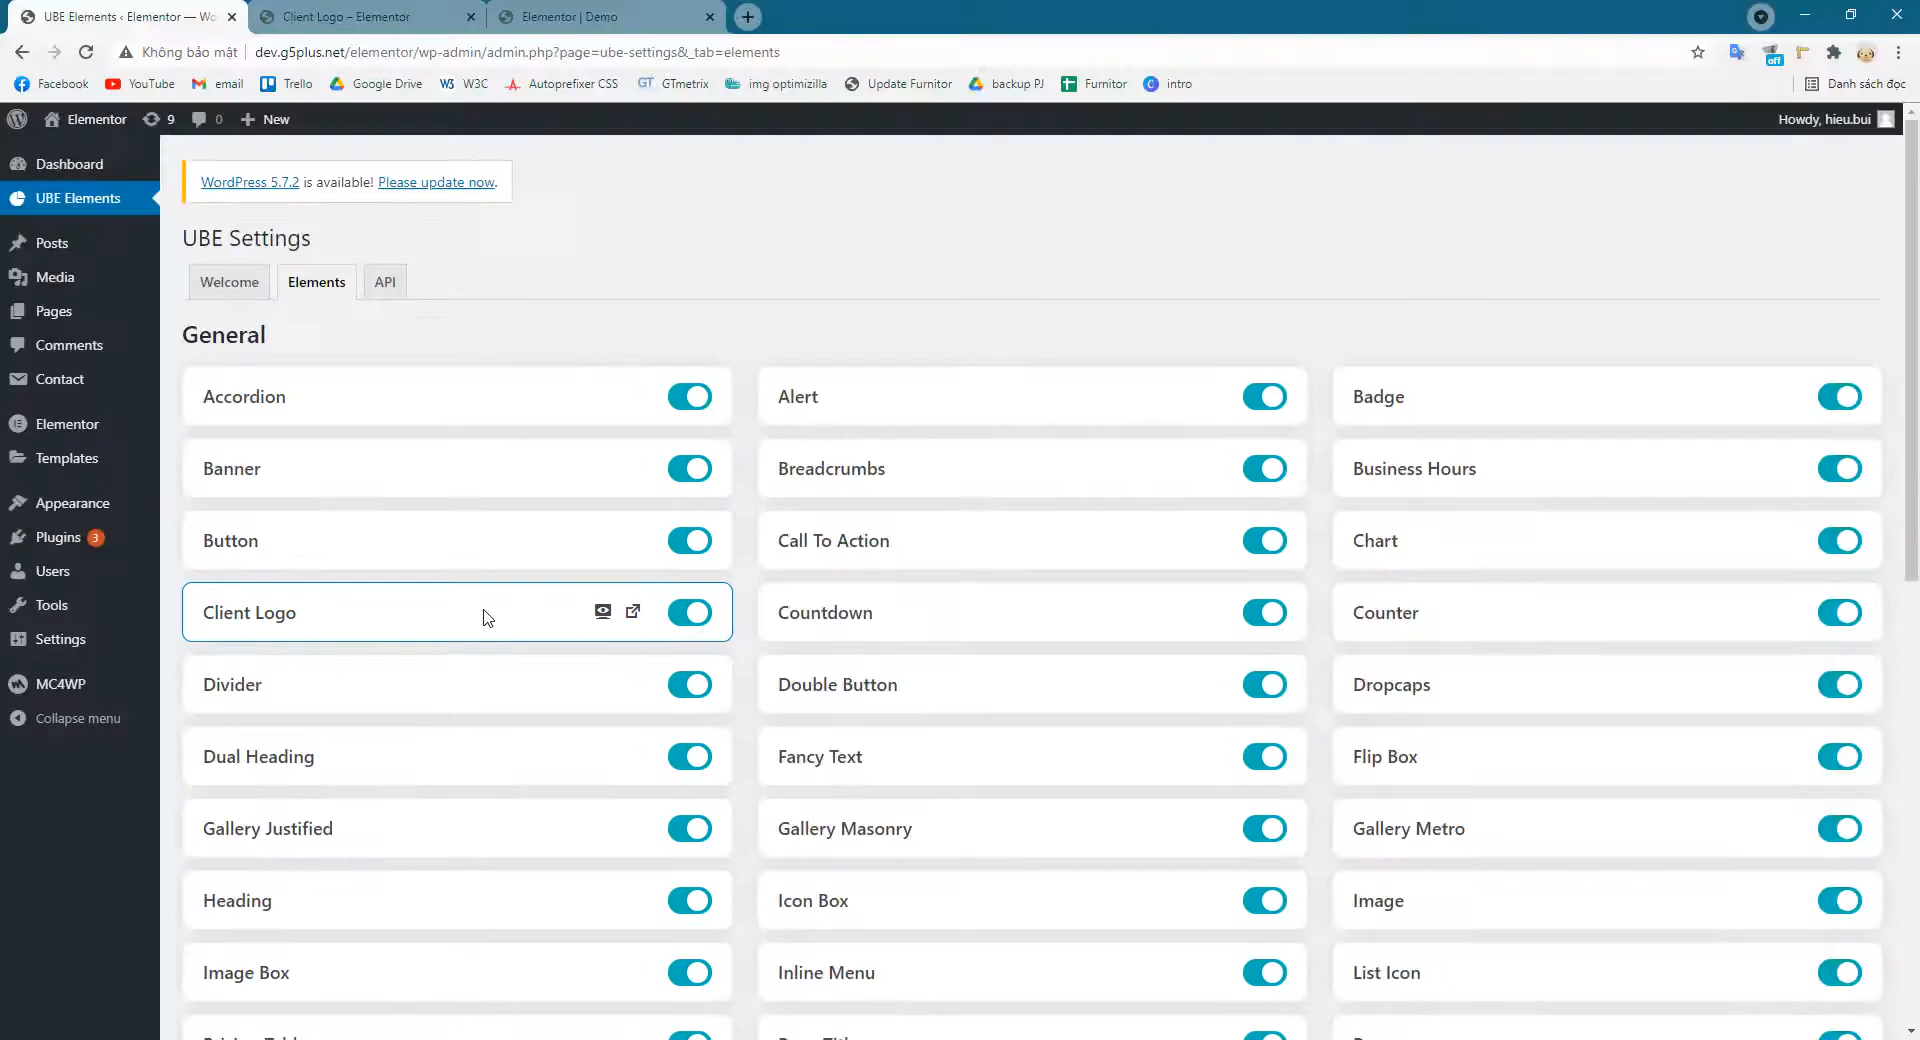 UBE Elements ‹ Elementor — Wo
Client Logo – Elementor
Elementor | Demo
Không bảo mật
dev.g5plus.net/elementor/wp-admin/admin.php?page=ube-settings&_tab=elements
off
Facebook
YouTube
email
Trello
Google Drive
W3C
Autoprefixer CSS
GTmetrix
img optimizilla
Update Furnitor
backup PJ
Furnitor
intro
Danh sách đọc
Elementor
9
0
New
Howdy, hieu.bui
Dashboard
UBE Elements
Posts
Media
Pages
Comments
Contact
Elementor
Templates
Appearance
Plugins 3
Users
Tools
Settings
MC4WP
Collapse menu
WordPress 5.7.2 is available! Please update now.
UBE Settings
Welcome
Elements
API
General
Accordion
Alert
Badge
Banner
Breadcrumbs
Business Hours
Button
Call To Action
Chart
Client Logo
Countdown
Counter
Divider
Double Button
Dropcaps
Dual Heading
Fancy Text
Flip Box
Gallery Justified
Gallery Masonry
Gallery Metro
Heading
Icon Box
Image
Image Box
Inline Menu
List Icon